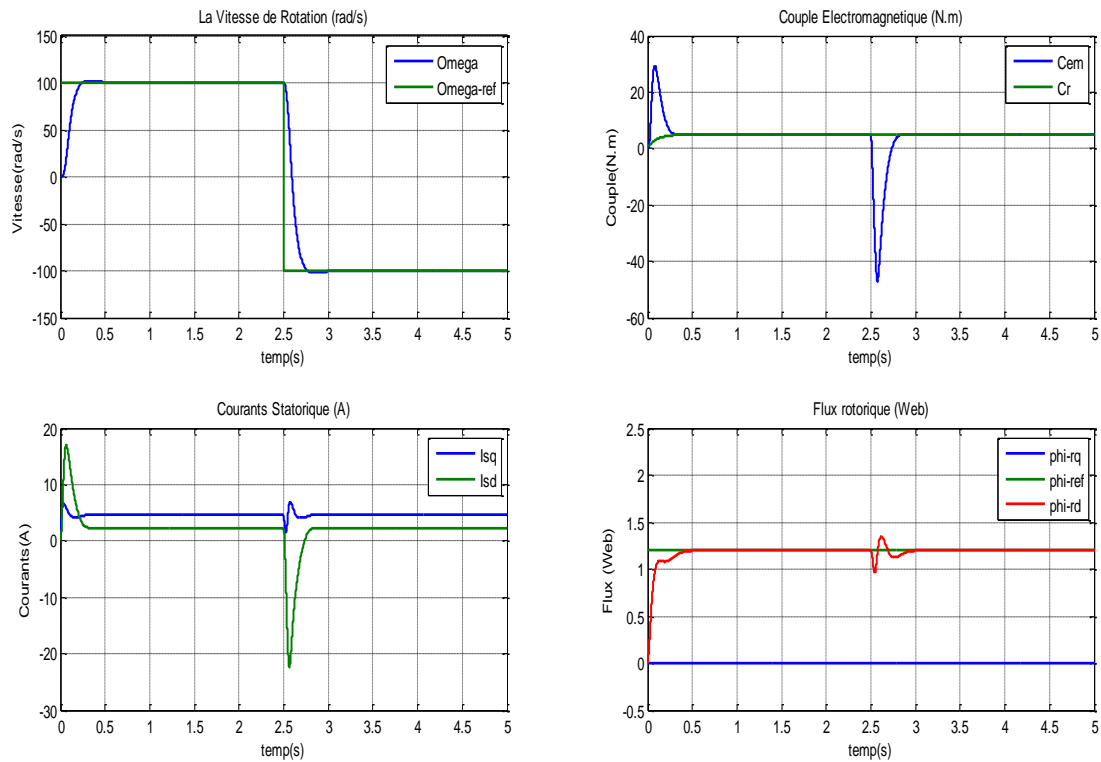 La Vitesse de Rotation (rad/s)
150
100
50
0
-50
-100
-150
Vitesse(rad/s)
Omega
Omega-ref
0 0.5 1 1.5 2 2.5 3 3.5 4 4.5 5
temp(s)
Couple Electromagnetique (N.m)
40
20
0
-20
-40
-60
Couple(N.m)
Cem
Cr
0 0.5 1 1.5 2 2.5 3 3.5 4 4.5 5
temp(s)
Courants Statorique (A)
20
10
0
-10
-20
-30
Courants(A)
Isq
Isd
0 0.5 1 1.5 2 2.5 3 3.5 4 4.5 5
temp(s)
Flux rotorique (Web)
2.5
2
1.5
1
0.5
0
-0.5
Flux (Web)
phi-rq
phi-ref
phi-rd
0 0.5 1 1.5 2 2.5 3 3.5 4 4.5 5
temp(s)